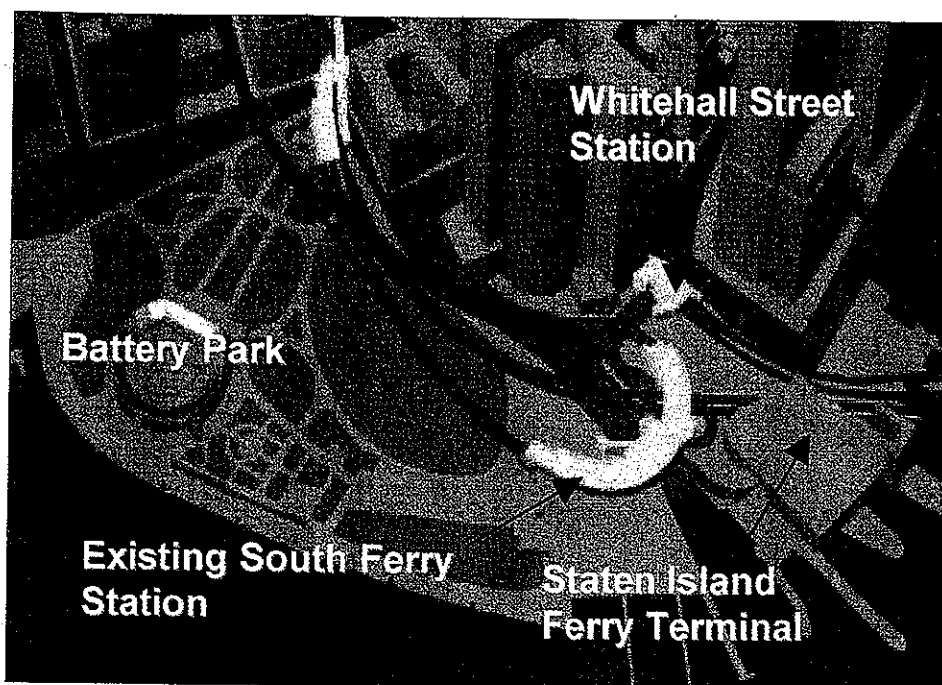 Whitehall Street
Station
Battery Park
Existing South Ferry
Station
Staten Island
Ferry Terminal